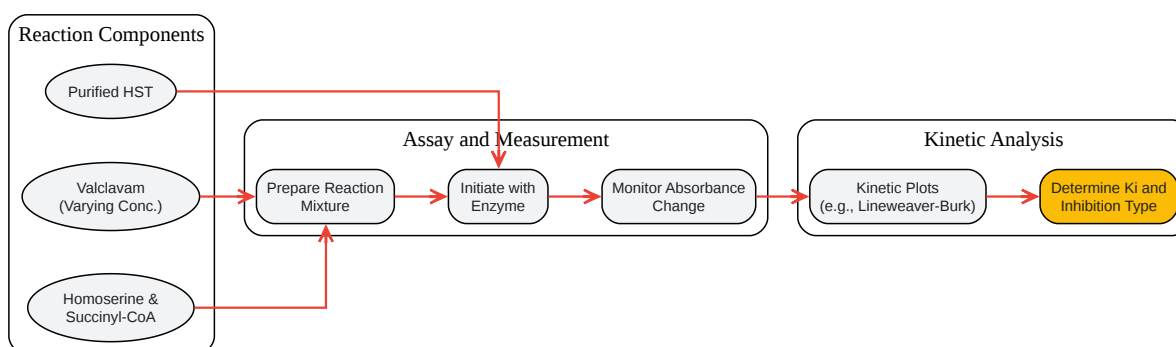 Reaction Components
Purified HST
Valclavam
(Varying Conc.)
Homoserine &
Succinyl-CoA
Assay and Measurement
Prepare Reaction
Mixture
Initiate with
Enzyme
Monitor Absorbance
Change
Kinetic Analysis
Kinetic Plots
(e.g., Lineweaver-Burk)
Determine Ki and
Inhibition Type